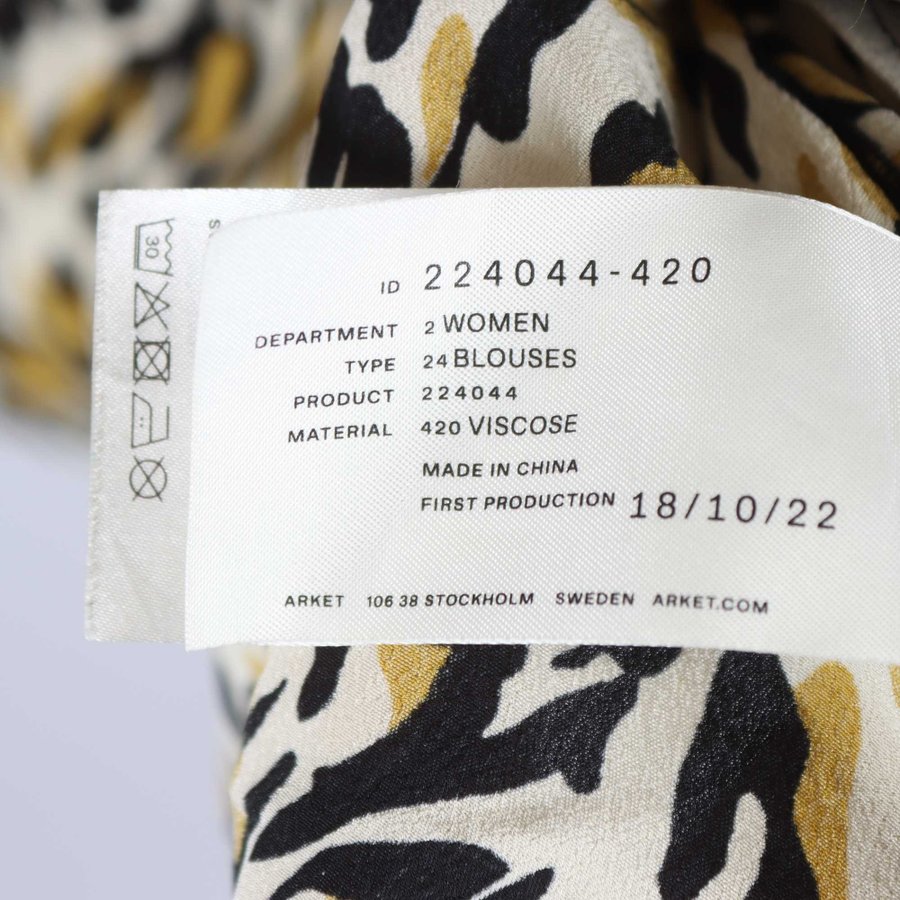 ID 224044-420
DEPARTMENT 2 WOMEN
TYPE 24 BLOUSES
PRODUCT 224044
MATERIAL 420 VISCOSE
MADE IN CHINA
FIRST PRODUCTION 18/10/22
ARKET 106 38 STOCKHOLM SWEDEN ARKET.COM
30